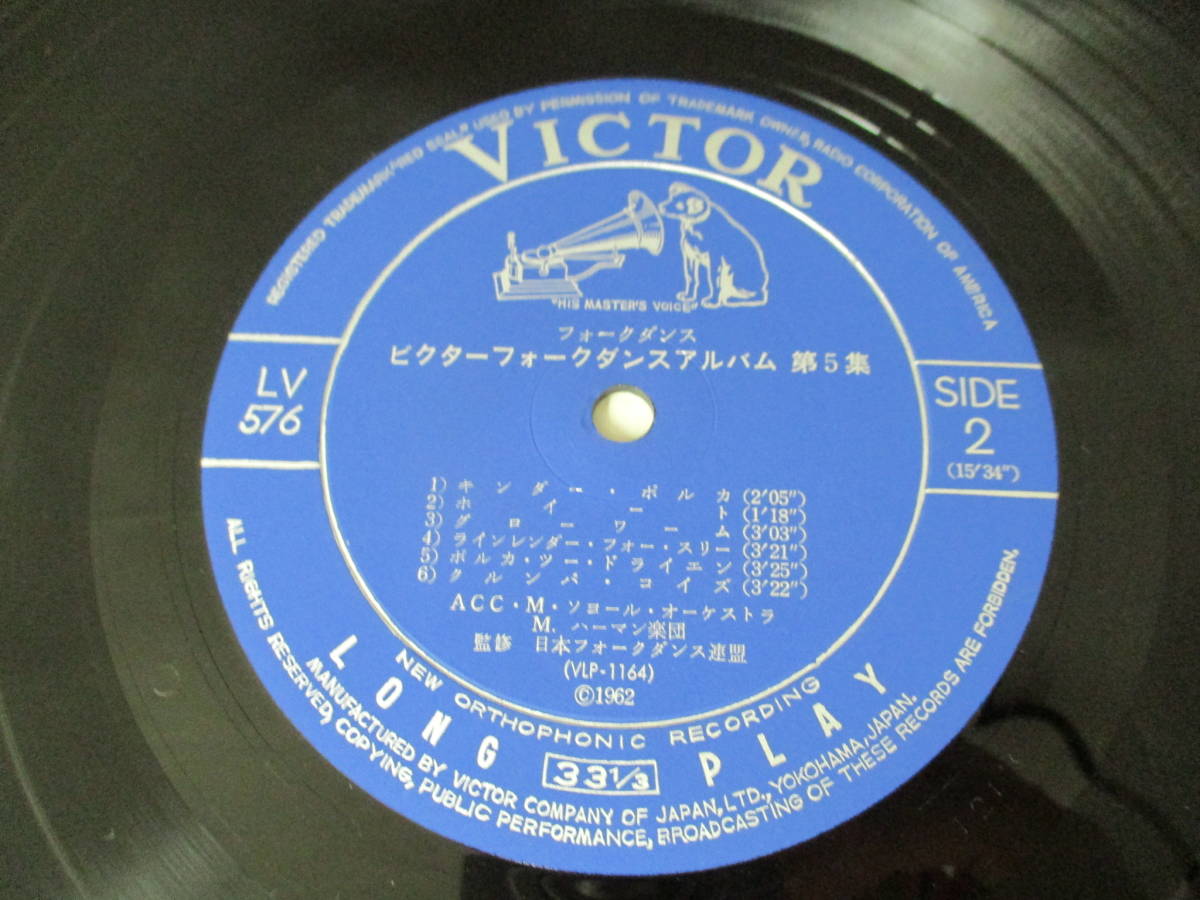 REGISTERED TRADEMARK "RED SEAL" USED BY PERMISSION OF TRADEMARK OWNER, RADIO CORPORATION OF AMERICA
VICTOR
"HIS MASTER'S VOICE"
フォークダンス
ビクターフォークダンスアルバム 第5集
LV
576
SIDE
2
(15′34″)
1) キンダー・ポルカ (2′05″)
2) ホイート (1′18″)
3) グローワーム (3′03″)
4) ラインレンダー・フォー・スリー (3′21″)
5) ポルカ・ツー・ドライエン (3′25″)
6) クルンパ・コイズ (3′22″)
ACC・M・ソヨール・オーケストラ
M. ハーマン楽団
監修 日本フォークダンス連盟
(VLP-1164)
©1962
NEW ORTHOPHONIC RECORDING
LONG 33 1/3 PLAY
MANUFACTURED BY VICTOR COMPANY OF JAPAN, LTD., YOKOHAMA, JAPAN.
ALL RIGHTS RESERVED, COPYING, PUBLIC PERFORMANCE, BROADCASTING OF THESE RECORDS ARE FORBIDDEN.